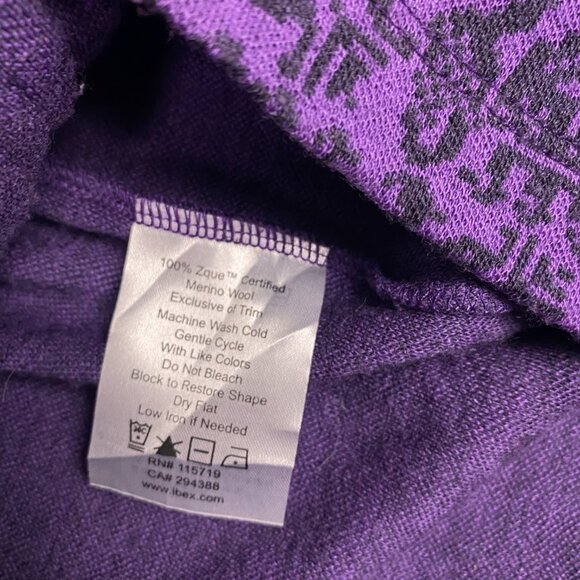 100% Zque™ Certified
Merino Wool
Exclusive of Trim
Machine Wash Cold
Gentle Cycle
With Like Colors
Do Not Bleach
Block to Restore Shape
Dry Flat
Low Iron if Needed
RN# 115719
CA# 294388
www.ibex.com